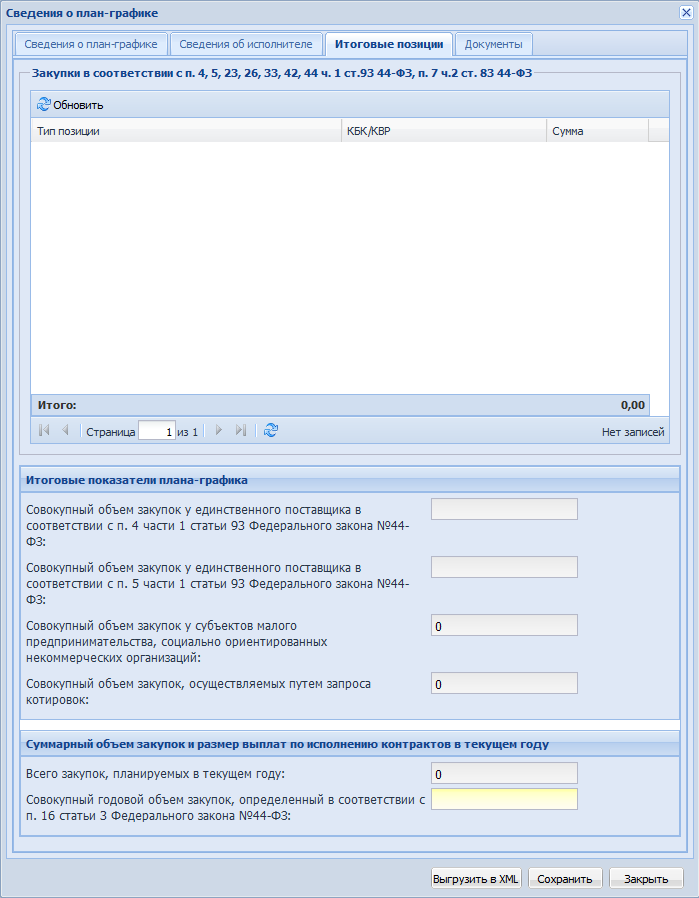 Сведения о план-графике
Сведения о план-графике Сведения об исполнителе Итоговые позиции Документы
Закупки в соответствии с п. 4, 5, 23, 26, 33, 42, 44 ч. 1 ст.93 44-ФЗ, п. 7 ч.2 ст. 83 44-ФЗ
Обновить
Тип позиции КБК/КВР Сумма
Итого: 0,00
Страница 1 из 1 Нет записей
Итоговые показатели плана-графика
Совокупный объем закупок у единственного поставщика в
соответствии с п. 4 части 1 статьи 93 Федерального закона №44-
ФЗ:
Совокупный объем закупок у единственного поставщика в
соответствии с п. 5 части 1 статьи 93 Федерального закона №44-
ФЗ:
Совокупный объем закупок у субъектов малого
предпринимательства, социально ориентированных
некоммерческих организаций:
0
Совокупный объем закупок, осуществляемых путем запроса
котировок:
0
Суммарный объем закупок и размер выплат по исполнению контрактов в текущем году
Всего закупок, планируемых в текущем году: 0
Совокупный годовой объем закупок, определенный в соответствии с
п. 16 статьи 3 Федерального закона №44-ФЗ:
Выгрузить в XML Сохранить Закрыть